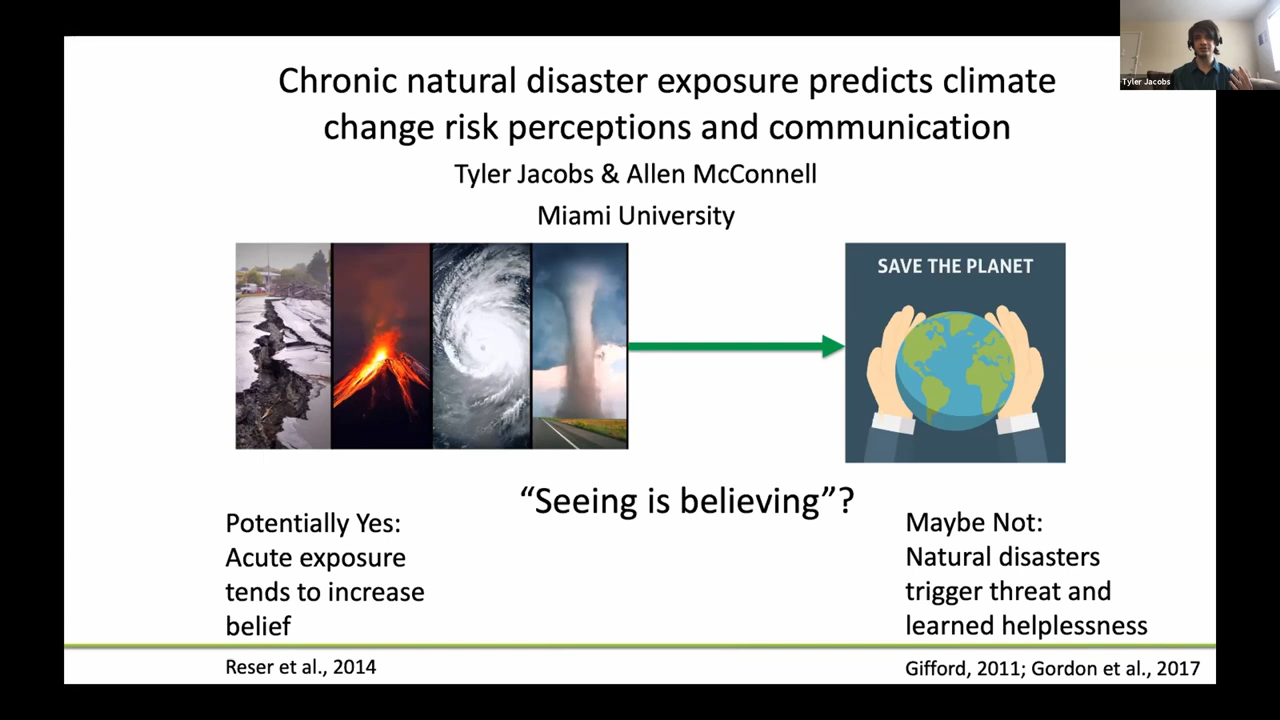 Chronic natural disaster exposure predicts climate
change risk perceptions and communication
Tyler Jacobs & Allen McConnell
Miami University
SAVE THE PLANET
“Seeing is believing”?
Potentially Yes:
Acute exposure
tends to increase
belief
Reser et al., 2014
Maybe Not:
Natural disasters
trigger threat and
learned helplessness
Gifford, 2011; Gordon et al., 2017
Tyler Jacobs